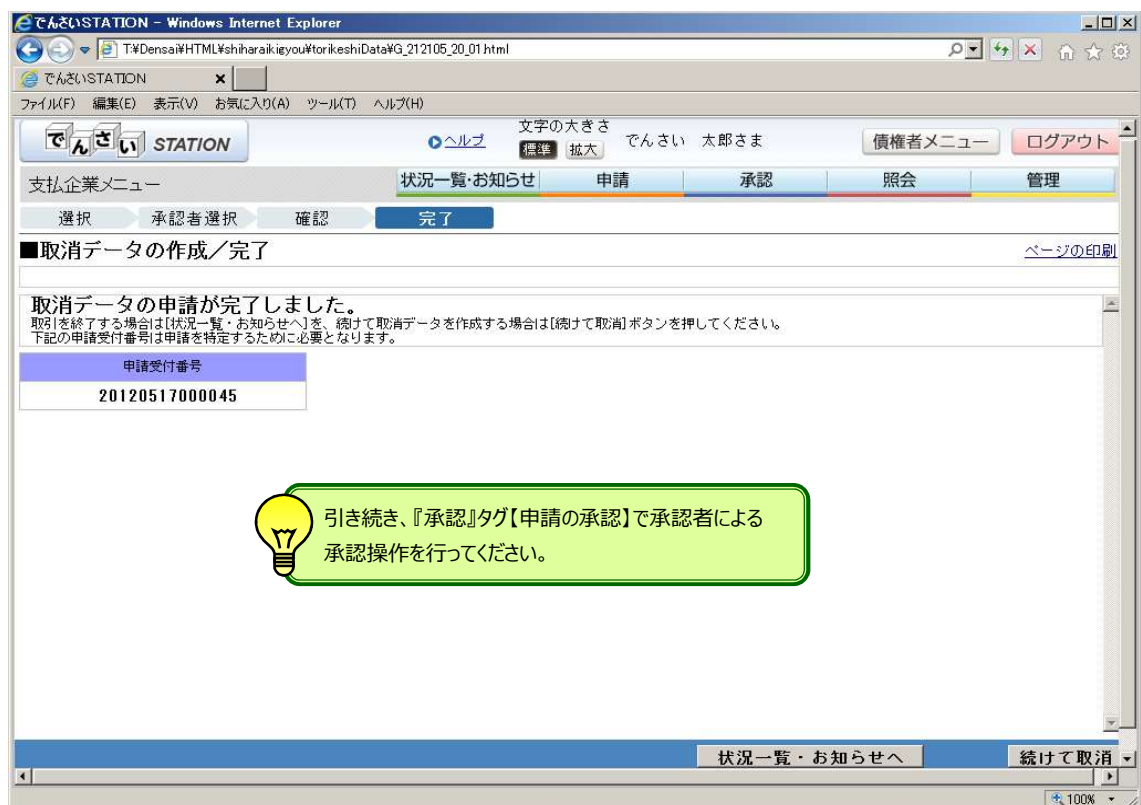 でんさいSTATION - Windows Internet Explorer
T:¥Densai¥HTML¥shiharaikigyou¥torikeshiData¥G_212105_20_01.html
でんさいSTATION
ファイル(F) 編集(E) 表示(V) お気に入り(A) ツール(T) ヘルプ(H)
でんさい STATION
ヘルプ
文字の大きさ
標準 拡大
でんさい 太郎さま
債権者メニュー
ログアウト
支払企業メニュー
状況一覧・お知らせ 申請 承認 照会 管理
選択 承認者選択 確認 完了
■取消データの作成/完了
ページの印刷
取消データの申請が完了しました。
取引を終了する場合は[状況一覧・お知らせへ]を、続けて取消データを作成する場合は[続けて取消]ボタンを押してください。
下記の申請受付番号は申請を特定するために必要となります。
申請受付番号
20120517000045
引き続き、『承認』タグ【申請の承認】で承認者による
承認操作を行ってください。
状況一覧・お知らせへ
続けて取消
100%